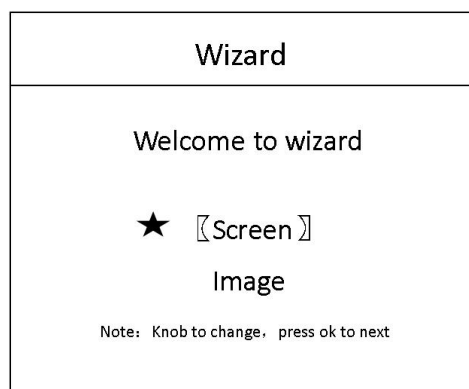 Wizard
Welcome to wizard
★ 〖Screen〗
Image
Note：Knob to change，press ok to next